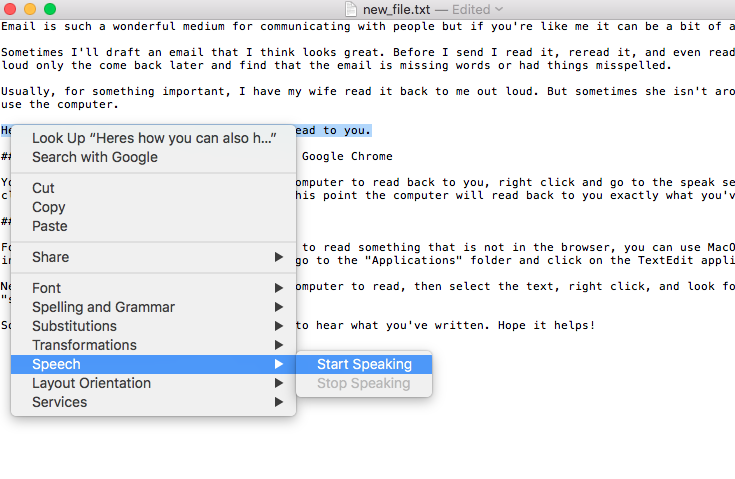 new_file.txt — Edited
Email is such a wonderful medium for communicating with people but if you're like me it can be a bit of a
Sometimes I'll draft an email that I think looks great. Before I send I read it, reread it, and even read
loud only the come back later and find that the email is missing words or had things misspelled.
Usually, for something important, I have my wife read it back to me out loud. But sometimes she isn't aro
use the computer.
He ead to you.
## Google Chrome
Yo omputer to read back to you, right click and go to the speak se
cl his point the computer will read back to you exactly what you'v
##
Fo to read something that is not in the browser, you can use MacO
in go to the "Applications" folder and click on the TextEdit appli
Ne omputer to read, then select the text, right click, and look fo
"s
So to hear what you've written. Hope it helps!
Look Up “Heres how you can also h...”
Search with Google
Cut
Copy
Paste
Share
Font
Spelling and Grammar
Substitutions
Transformations
Speech
Layout Orientation
Services
Start Speaking
Stop Speaking